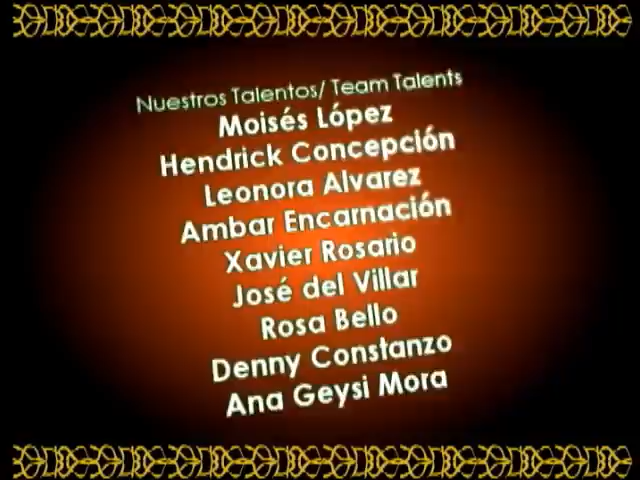 Nuestros Talentos/ Team Talents
Moisés López
Hendrick Concepción
Leonora Alvarez
Ambar Encarnación
Xavier Rosario
José del Villar
Rosa Bello
Denny Constanzo
Ana Geysi Mora